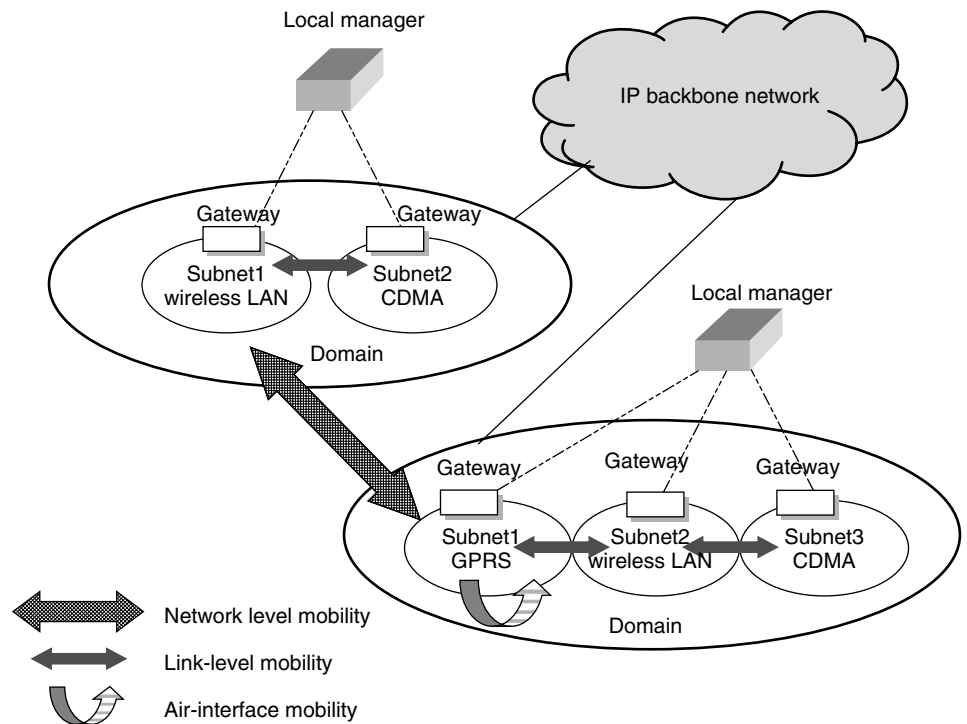 Local manager
IP backbone network
Gateway
Gateway
Subnet1
wireless LAN
Subnet2
CDMA
Domain
Local manager
Gateway
Gateway
Gateway
Subnet1
GPRS
Subnet2
wireless LAN
Subnet3
CDMA
Domain
Network level mobility
Link-level mobility
Air-interface mobility